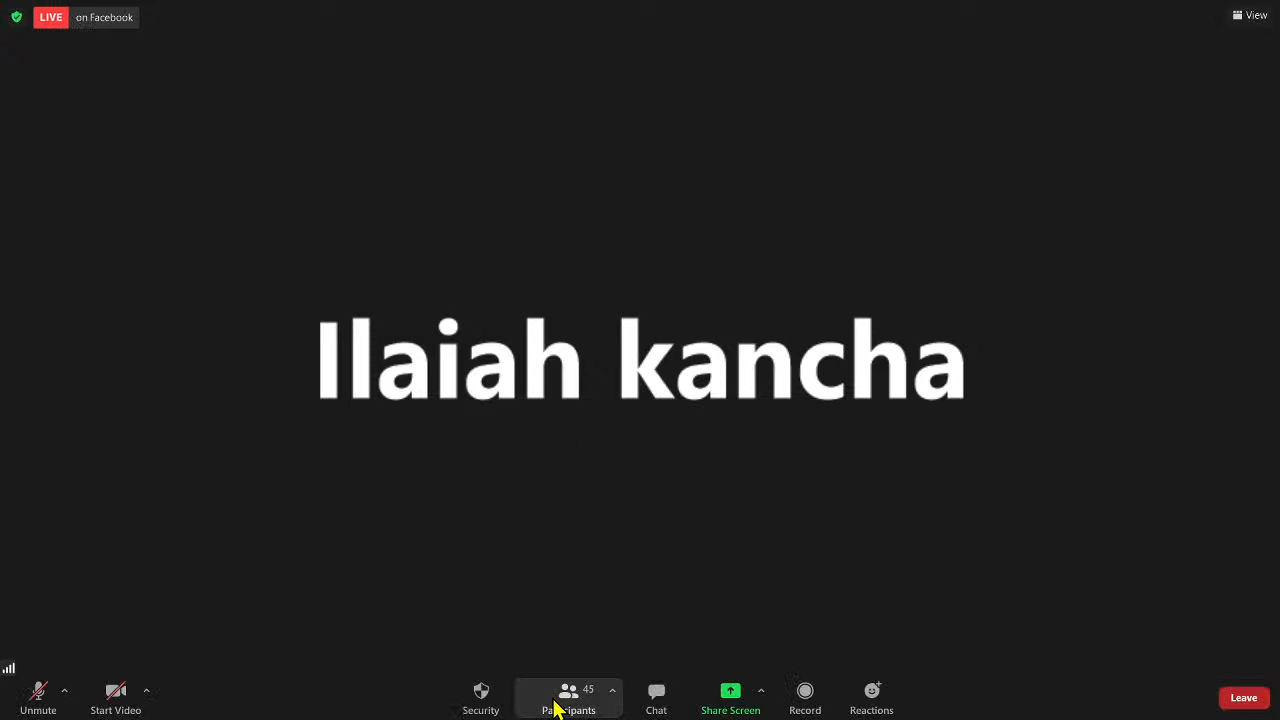 LIVE on Facebook
View
Ilaiah kancha
45
Unmute Start Video Security Participants Chat Share Screen Record Reactions Leave